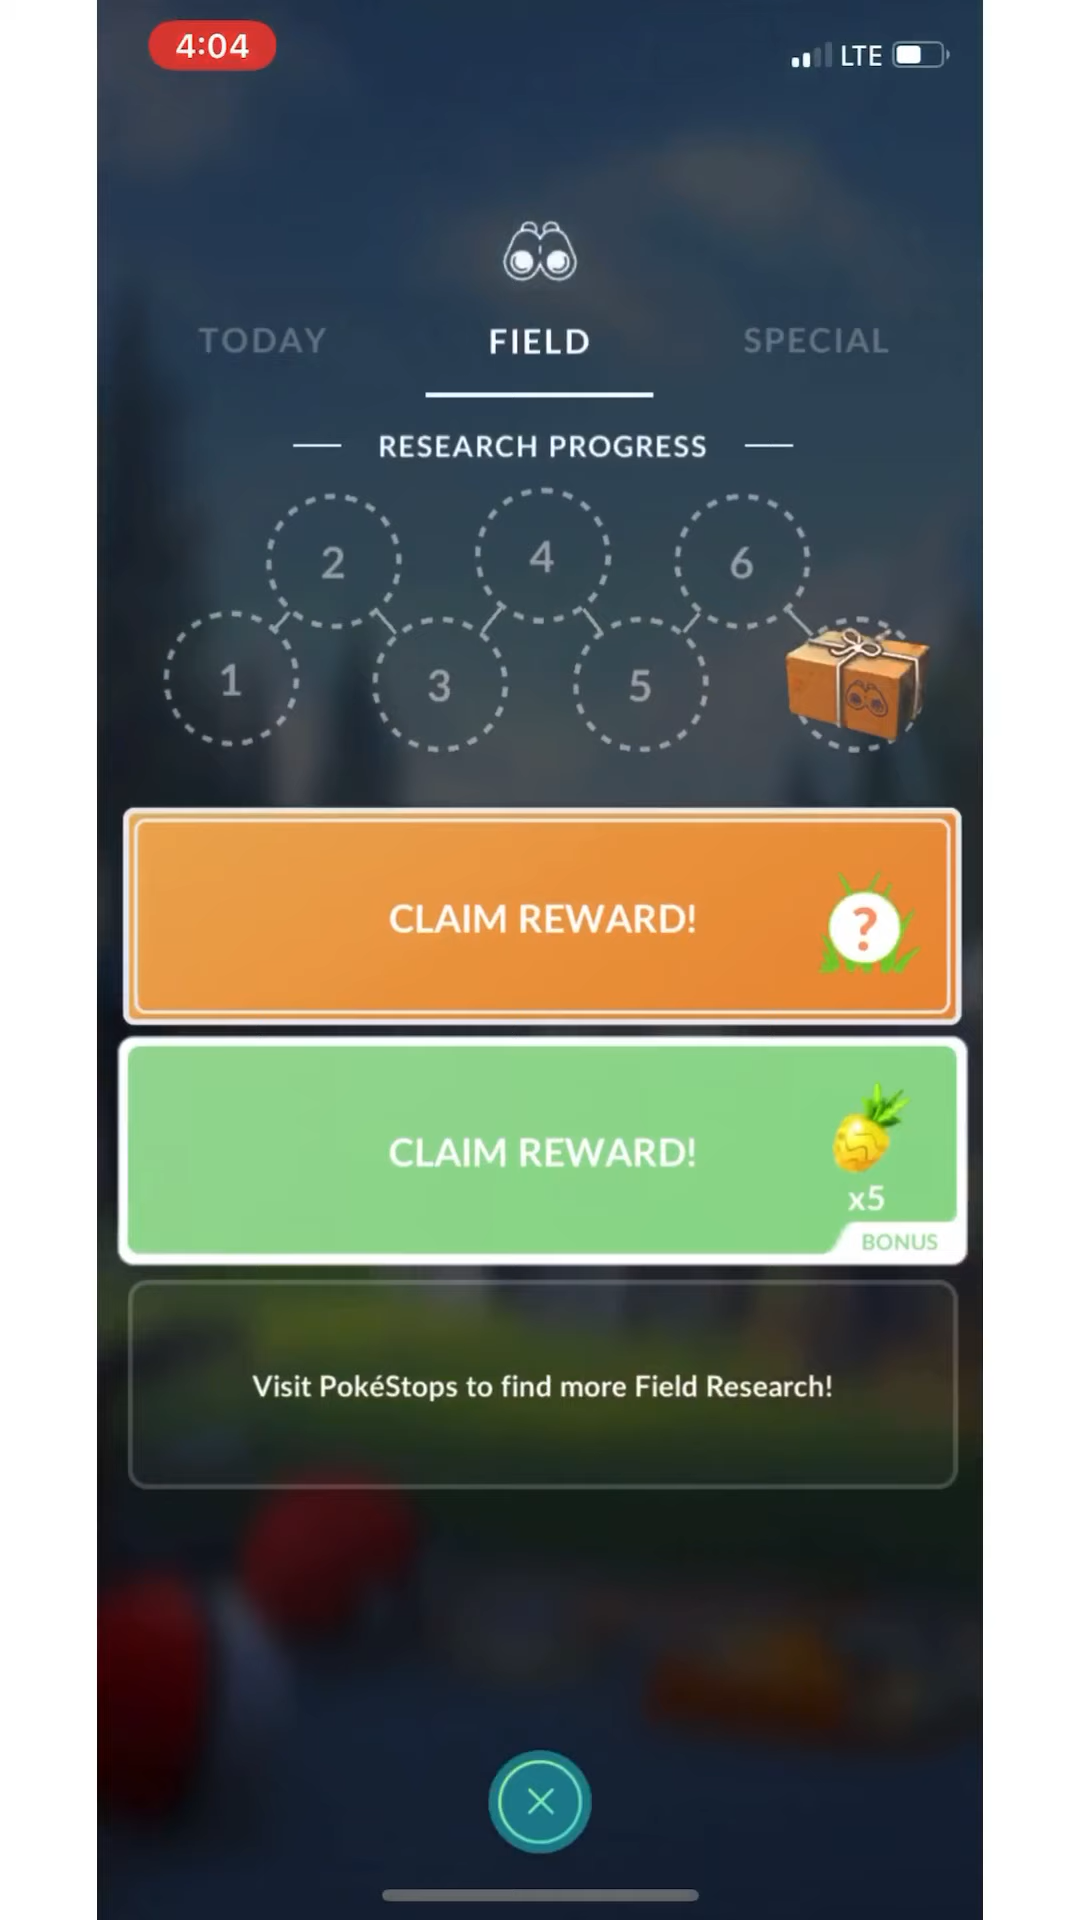 4:04
LTE
TODAY
FIELD
SPECIAL
RESEARCH PROGRESS
2
4
6
1
3
5
CLAIM REWARD!
?
CLAIM REWARD!
x5
BONUS
Visit PokéStops to find more Field Research!